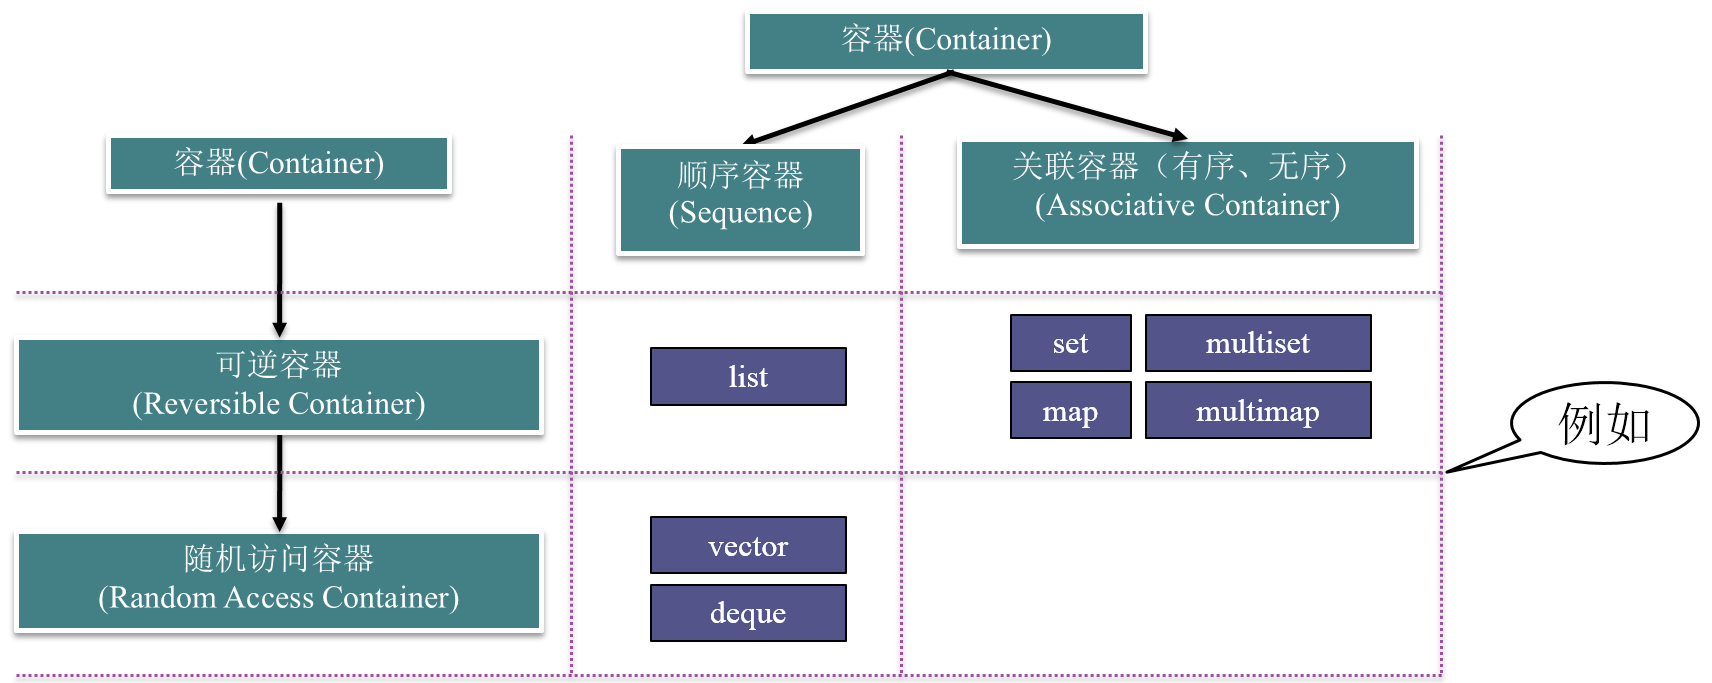 容器(Container)
容器(Container)
顺序容器
(Sequence)
关联容器（有序、无序）
(Associative Container)
可逆容器
(Reversible Container)
list
set
multiset
map
multimap
例如
随机访问容器
(Random Access Container)
vector
deque